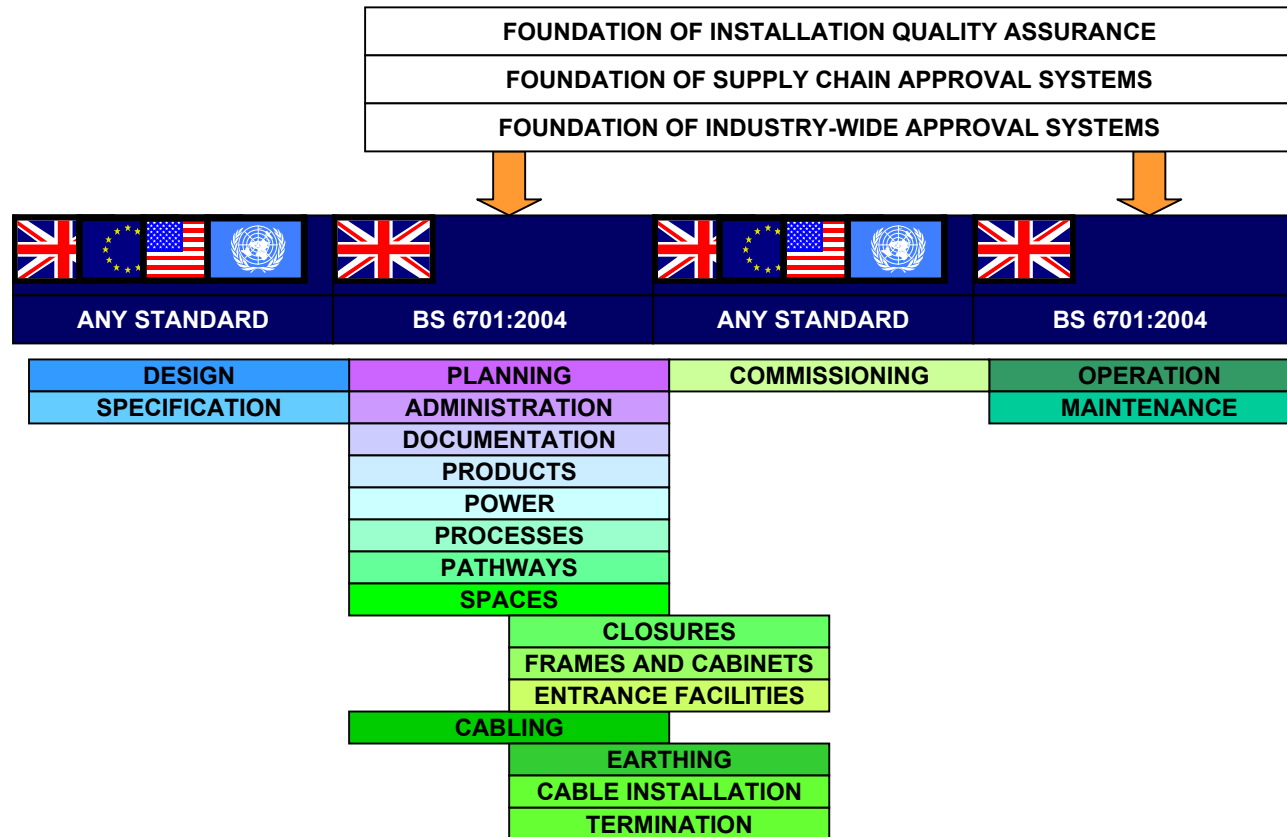 FOUNDATION OF INSTALLATION QUALITY ASSURANCE
FOUNDATION OF SUPPLY CHAIN APPROVAL SYSTEMS
FOUNDATION OF INDUSTRY-WIDE APPROVAL SYSTEMS
ANY STANDARD BS 6701:2004 ANY STANDARD BS 6701:2004
DESIGN PLANNING COMMISSIONING OPERATION
SPECIFICATION ADMINISTRATION MAINTENANCE
DOCUMENTATION
PRODUCTS
POWER
PROCESSES
PATHWAYS
SPACES
CLOSURES
FRAMES AND CABINETS
ENTRANCE FACILITIES
CABLING
EARTHING
CABLE INSTALLATION
TERMINATION